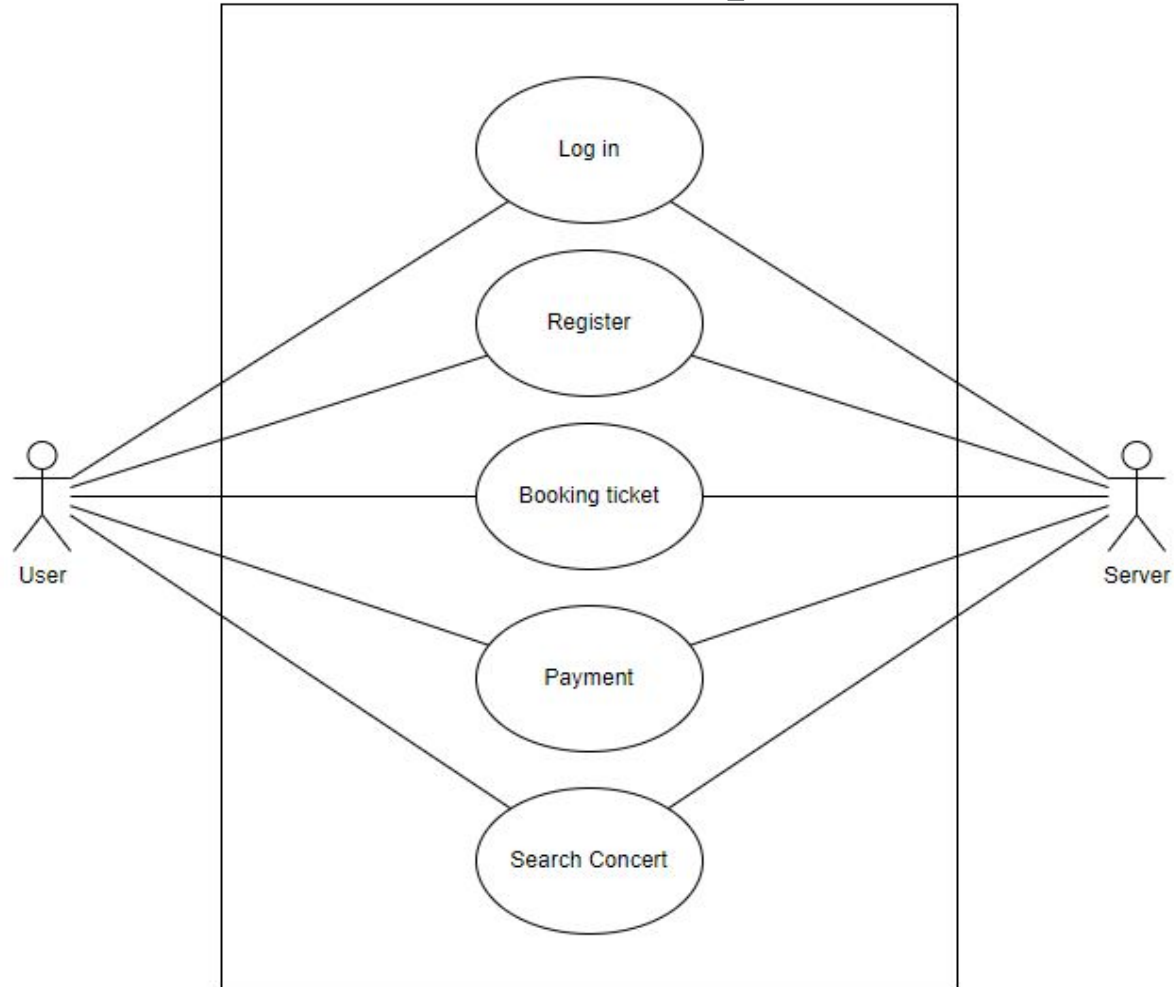 Log in
Register
Booking ticket
User
Server
Payment
Search Concert